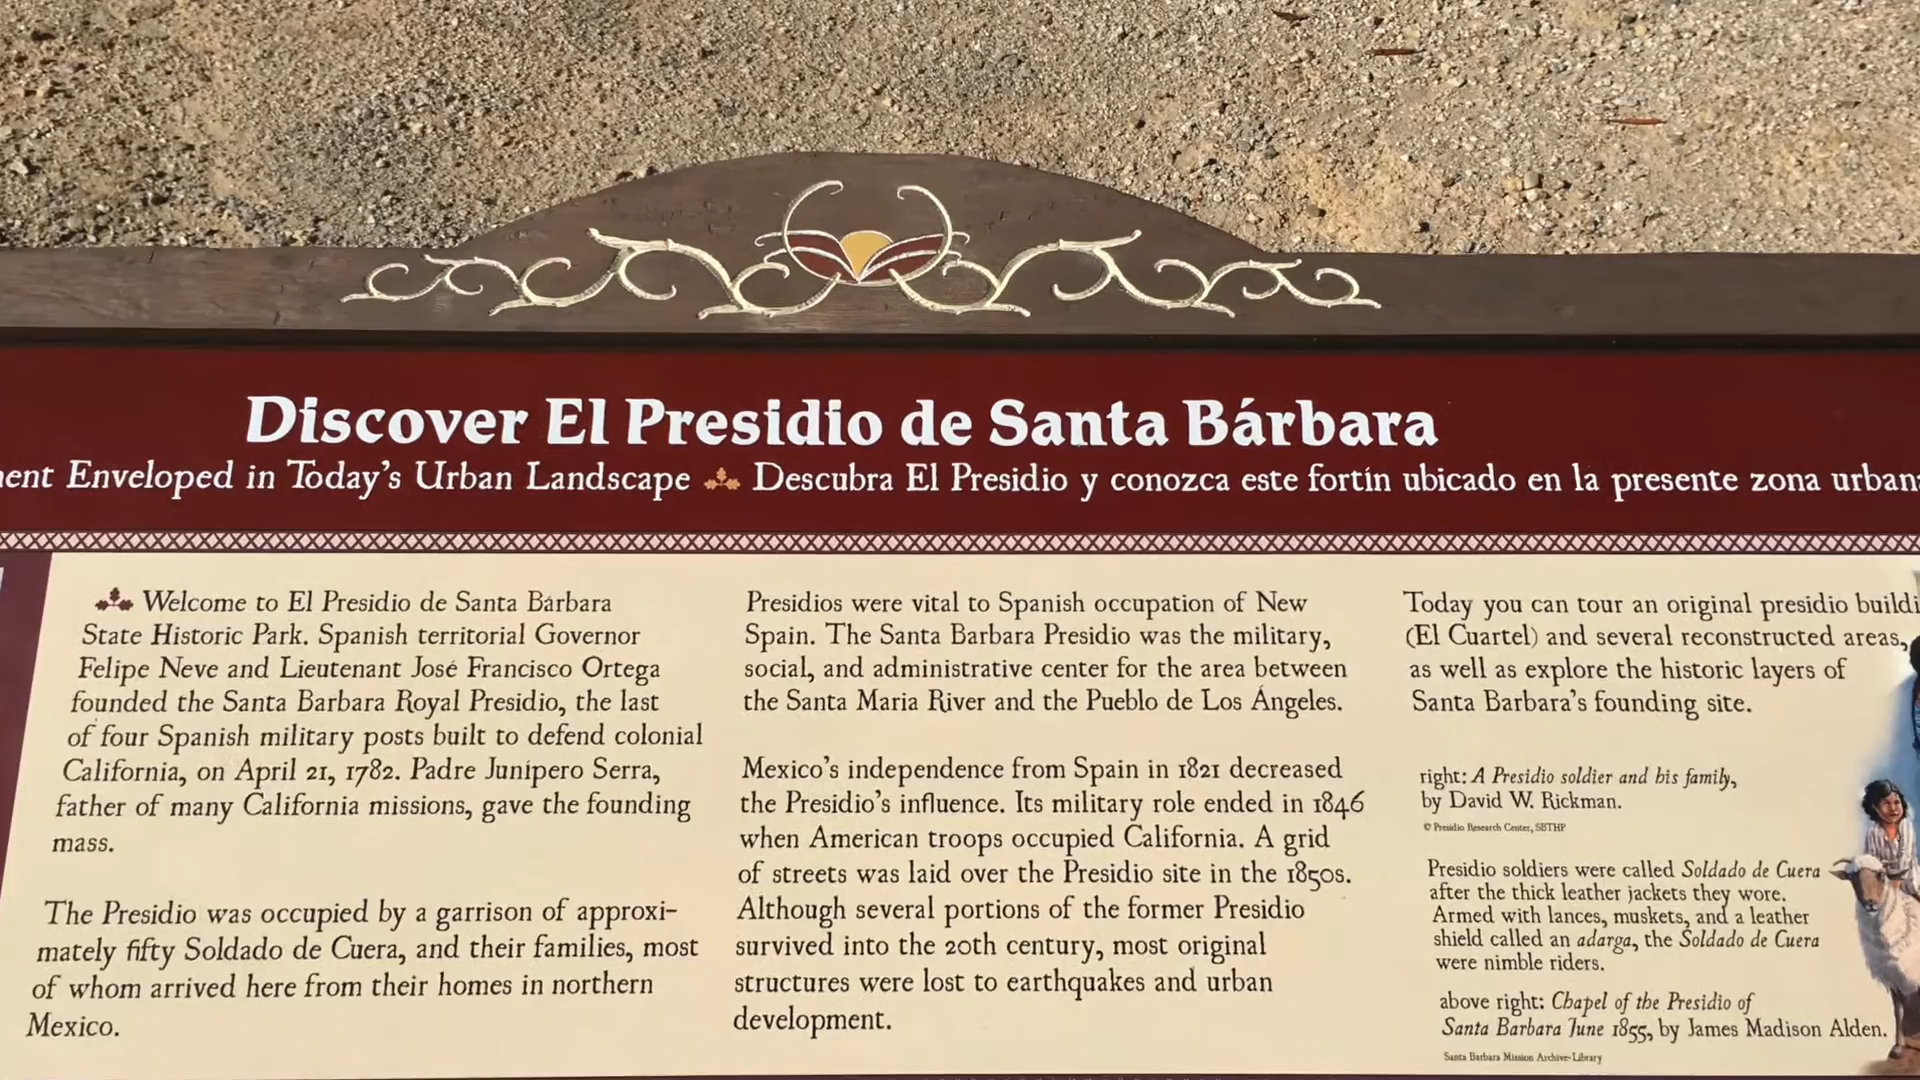 Discover El Presidio de Santa Bárbara
Enveloped in Today's Urban Landscape Descubra El Presidio y conozca este fortín ubicado en la presente zona
Welcome to El Presidio de Santa Bárbara
State Historic Park. Spanish territorial Governor
Felipe Neve and Lieutenant José Francisco Ortega
founded the Santa Barbara Royal Presidio, the last
of four Spanish military posts built to defend colonial
California, on April 21, 1782. Padre Junípero Serra,
father of many California missions, gave the founding
mass.
The Presidio was occupied by a garrison of approxi-
mately fifty Soldado de Cuera, and their families, most
of whom arrived here from their homes in northern
Mexico.
Presidios were vital to Spanish occupation of New
Spain. The Santa Barbara Presidio was the military,
social, and administrative center for the area between
the Santa Maria River and the Pueblo de Los Ángeles.
Mexico's independence from Spain in 1821 decreased
the Presidio's influence. Its military role ended in 1846
when American troops occupied California. A grid
of streets was laid over the Presidio site in the 1850s.
Although several portions of the former Presidio
survived into the 20th century, most original
structures were lost to earthquakes and urban
development.
Today you can tour an original presidio
(El Cuartel) and several reconstructed areas,
as well as explore the historic layers of
Santa Barbara's founding site.
right: A Presidio soldier and his family,
by David W. Rickman.
© Presidio Research Center, SBTHP
Presidio soldiers were called Soldado de Cuera
after the thick leather jackets they wore.
Armed with lances, muskets, and a leather
shield called an adarga, the Soldado de Cuera
were nimble riders.
above right: Chapel of the Presidio of
Santa Barbara June 1855, by James Madison Alden.
Santa Barbara Mission Archive-Library